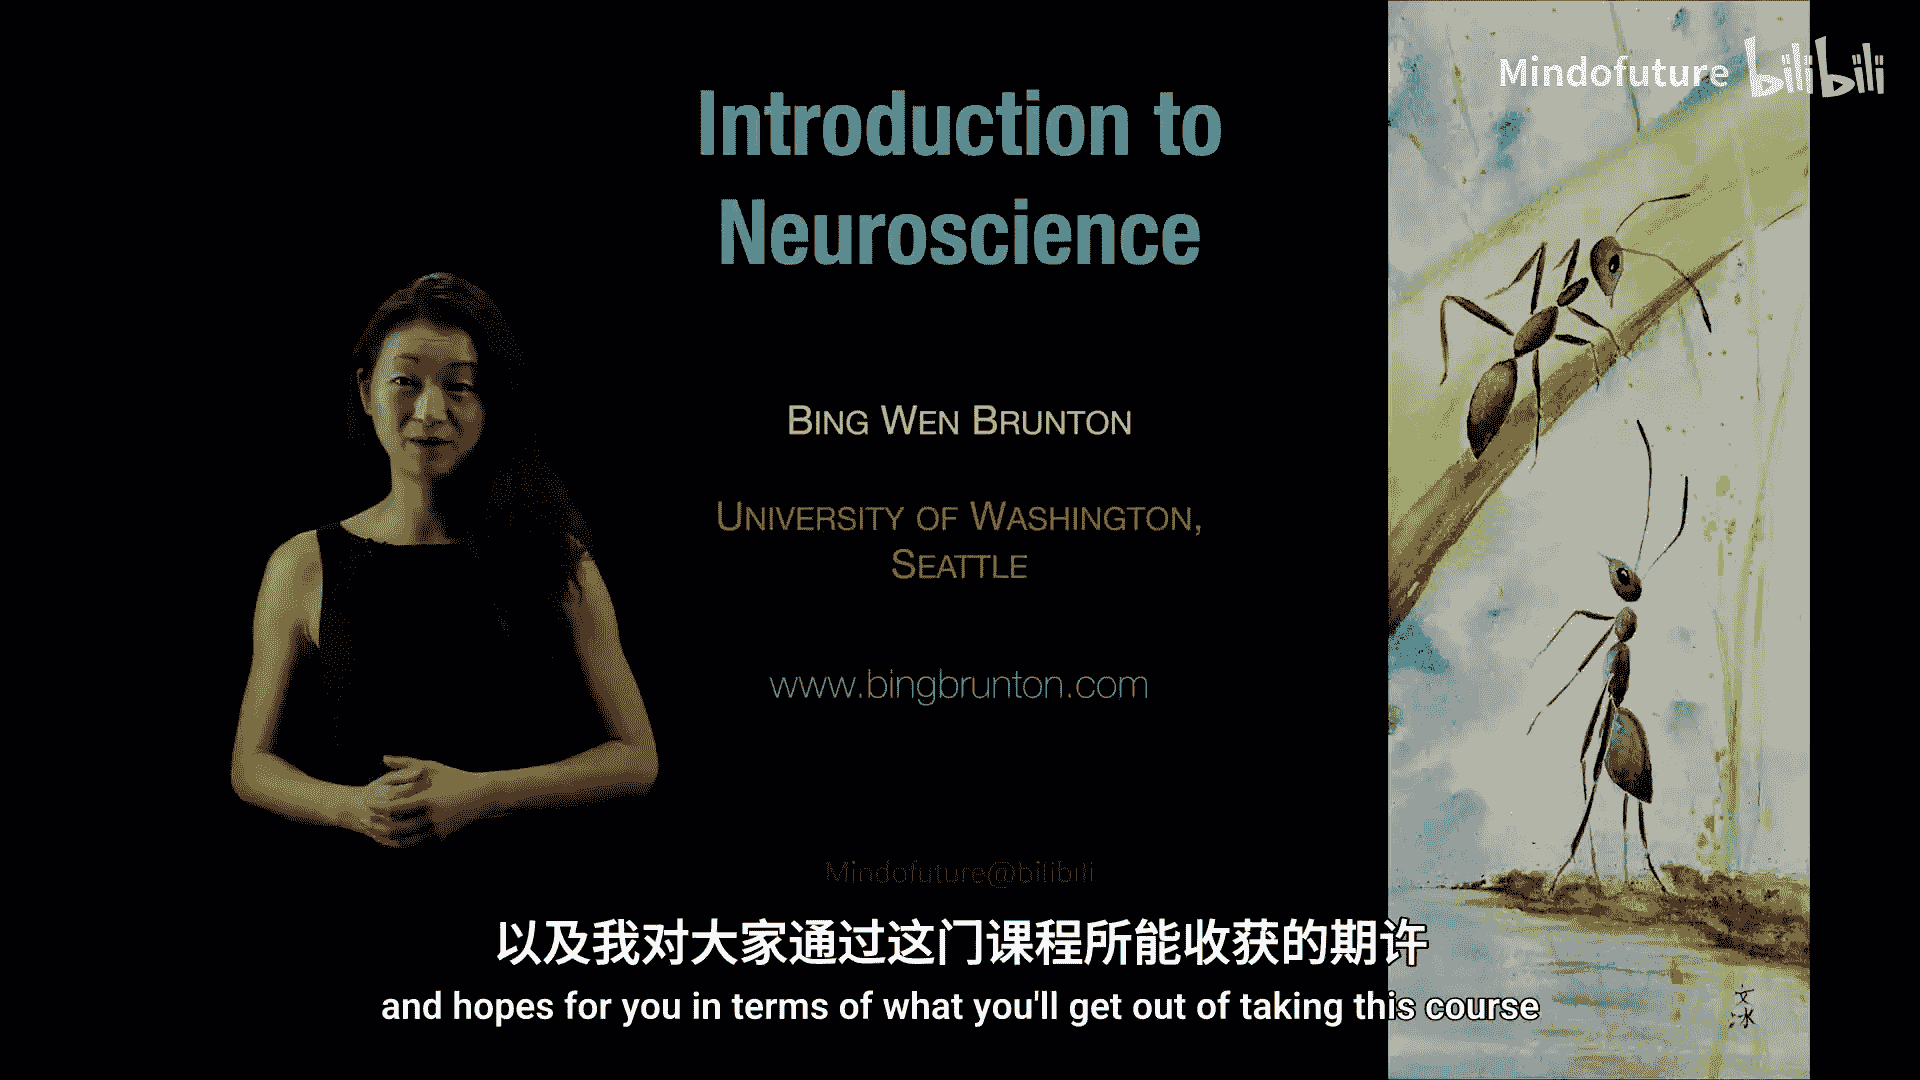 Mindofuture bilibili
Introduction to
Neuroscience
BING WEN BRUNTON
UNIVERSITY OF WASHINGTON,
SEATTLE
www.bingbrunton.com
Mindofuture@bilibili
以及我对大家通过这门课程所能收获的期许
and hopes for you in terms of what you'll get out of taking this course
文
冰